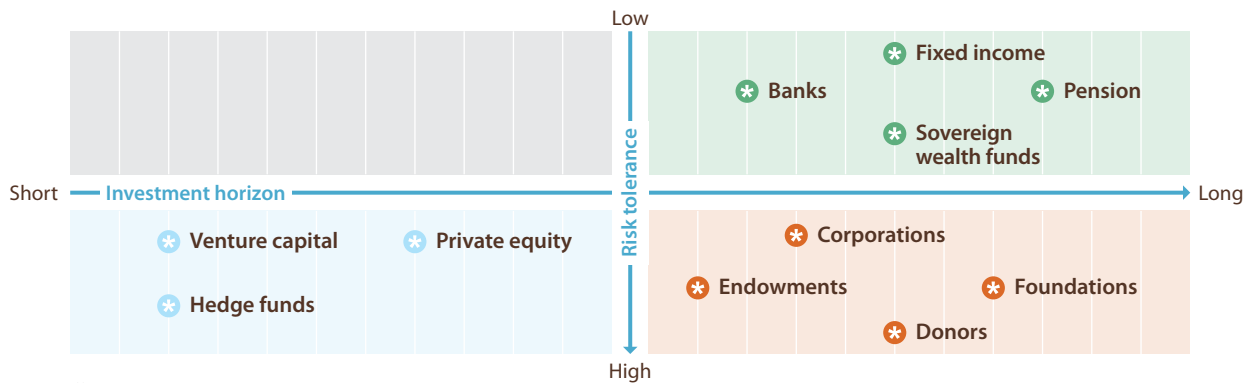 Low
Fixed income
Banks
Pension
Sovereign
wealth funds
Short
Investment horizon
Risk tolerance
Long
Venture capital
Private equity
Corporations
Endowments
Foundations
Hedge funds
Donors
High